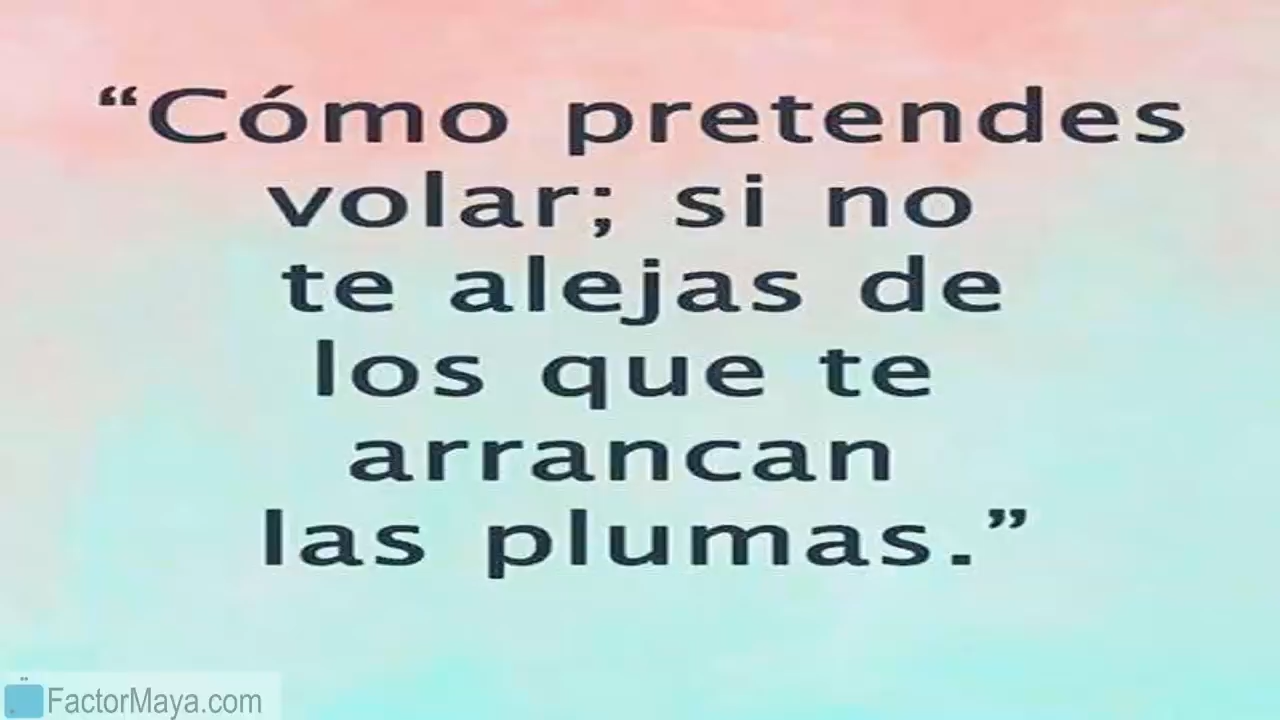 “Cómo pretendes
volar; si no
te alejas de
los que te
arrancan
las plumas.”
FactorMaya.com